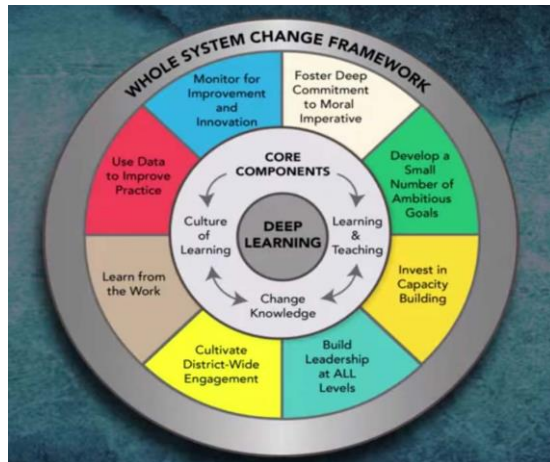 WHOLE SYSTEM CHANGE FRAMEWORK
Foster Deep
Commitment
to Moral
Imperative
Develop a
Small
Number of
Ambitious
Goals
Invest in
Capacity
Building
Build
Leadership
at ALL
Levels
Cultivate
District-Wide
Engagement
Learn from
the Work
Use Data
to Improve
Practice
Monitor for
Improvement
and
Innovation
CORE
COMPONENTS
Learning
&
Teaching
Change
Knowledge
Culture
of
Learning
DEEP
LEARNING